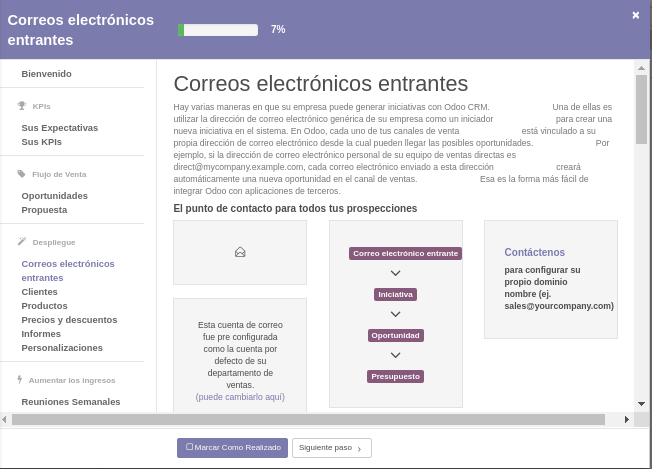 Correos electrónicos
entrantes
7%
×
Bienvenido
KPIs
Sus Expectativas
Sus KPIs
Flujo de Venta
Oportunidades
Propuesta
Despliegue
Correos electrónicos
entrantes
Clientes
Productos
Precios y descuentos
Informes
Personalizaciones
Aumentar los ingresos
Reuniones Semanales
Correos electrónicos entrantes
Hay varias maneras en que su empresa puede generar iniciativas con Odoo CRM. Una de ellas es
utilizar la dirección de correo electrónico genérica de su empresa como un iniciador para crear una
nueva iniciativa en el sistema. En Odoo, cada uno de tus canales de venta está vinculado a su
propia dirección de correo electrónico desde la cual pueden llegar las posibles oportunidades. Por
ejemplo, si la dirección de correo electrónico personal de su equipo de ventas directas es
direct@mycompany.example.com, cada correo electrónico enviado a esta dirección creará
automáticamente una nueva oportunidad en el canal de ventas. Esa es la forma más fácil de
integrar Odoo con aplicaciones de terceros.
El punto de contacto para todos tus prospecciones
Esta cuenta de correo
fue pre configurada
como la cuenta por
defecto de su
departamento de
ventas.
(puede cambiarlo aquí)
Correo electrónico entrante
Iniciativa
Oportunidad
Presupuesto
Contáctenos
para configurar su
propio dominio
nombre (ej.
sales@yourcompany.com)
Marcar Como Realizado
Siguiente paso ›